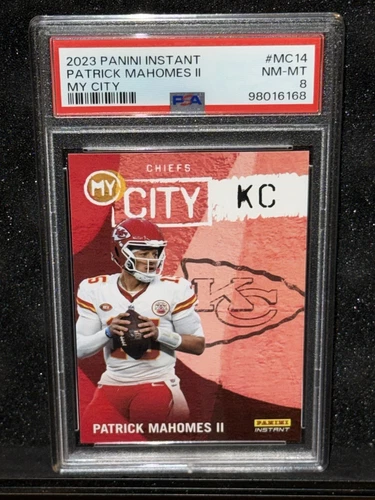 2023 PANINI INSTANT #MC14
PATRICK MAHOMES II NM-MT
MY CITY 8
PSA 98016168
CHIEFS
MY CITY KC
KC
15
PATRICK MAHOMES II
PANINI
INSTANT